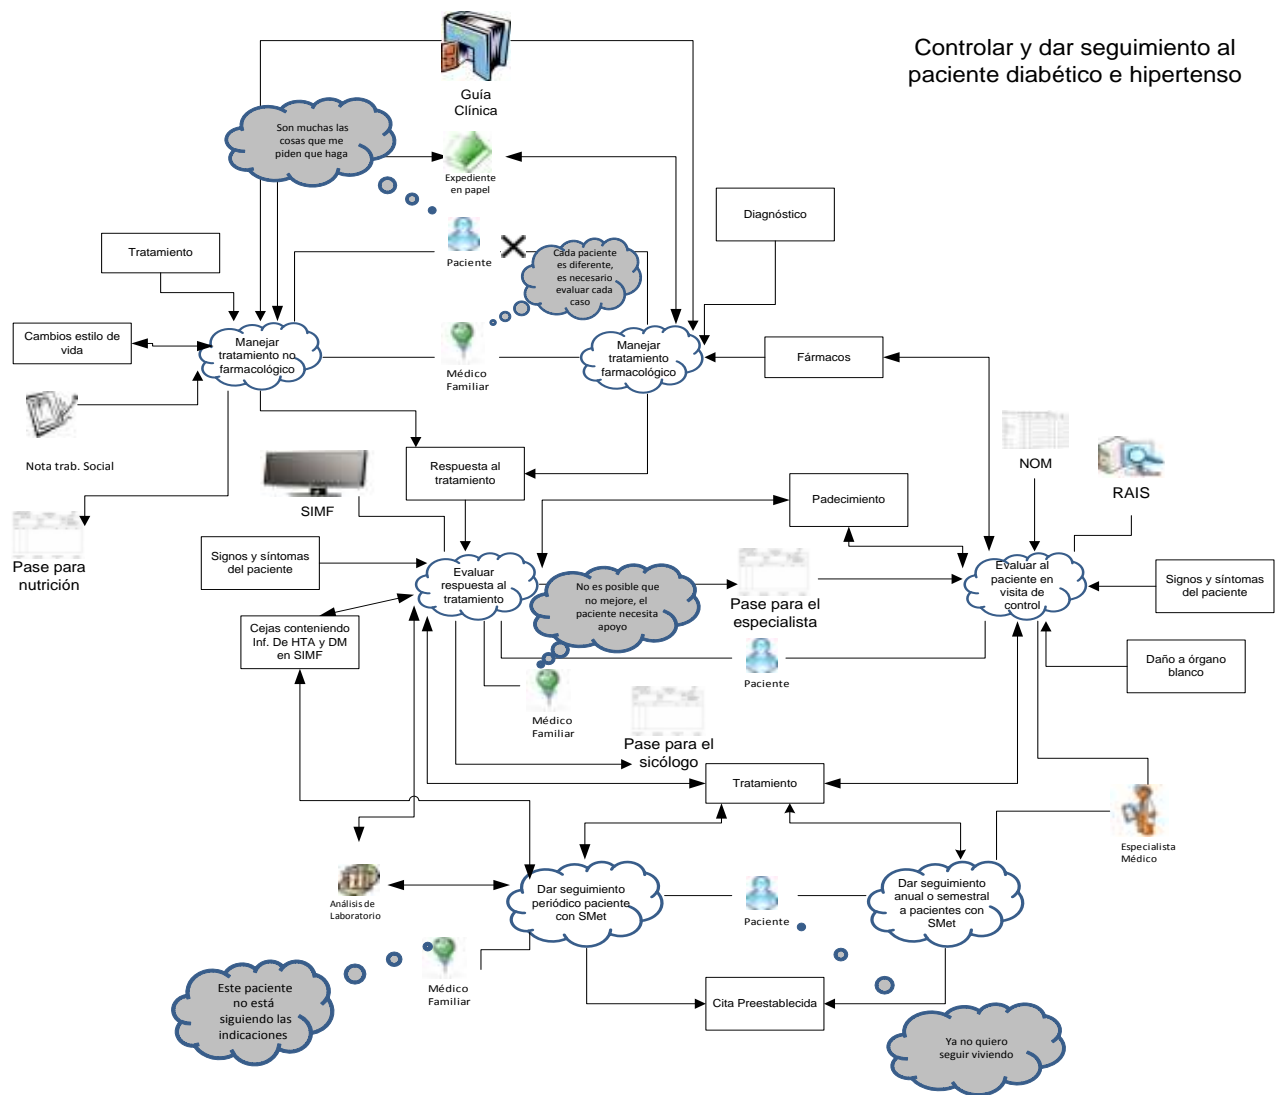 Controlar y dar seguimiento al
paciente diabético e hipertenso
Guía
Clínica
Son muchas las
cosas que me
piden que haga
Expediente
en papel
Diagnóstico
Tratamiento
Paciente
Cada paciente
es diferente,
es necesario
evaluar cada
caso
Cambios estilo de
vida
Manejar
tratamiento no
farmacológico
Médico
Familiar
Manejar
tratamiento
farmacológico
Fármacos
Nota trab. Social
Respuesta al
tratamiento
SIMF
NOM
RAIS
Padecimiento
Pase para
nutrición
Signos y síntomas
del paciente
Evaluar
respuesta al
tratamiento
No es posible que
no mejore, el
paciente necesita
apoyo
Pase para el
especialista
Evaluar al
paciente en
visita de
control
Signos y síntomas
del paciente
Cejas conteniendo
Inf. De HTA y DM
en SIMF
Paciente
Daño a órgano
blanco
Médico
Familiar
Pase para el
sicólogo
Tratamiento
Especialista
Médico
Análisis de
Laboratorio
Dar seguimiento
periódico paciente
con SMet
Paciente
Dar seguimiento
anual o semestral
a pacientes con
SMet
Médico
Familiar
Este paciente
no está
siguiendo las
indicaciones
Cita Preestablecida
Ya no quiero
seguir viviendo